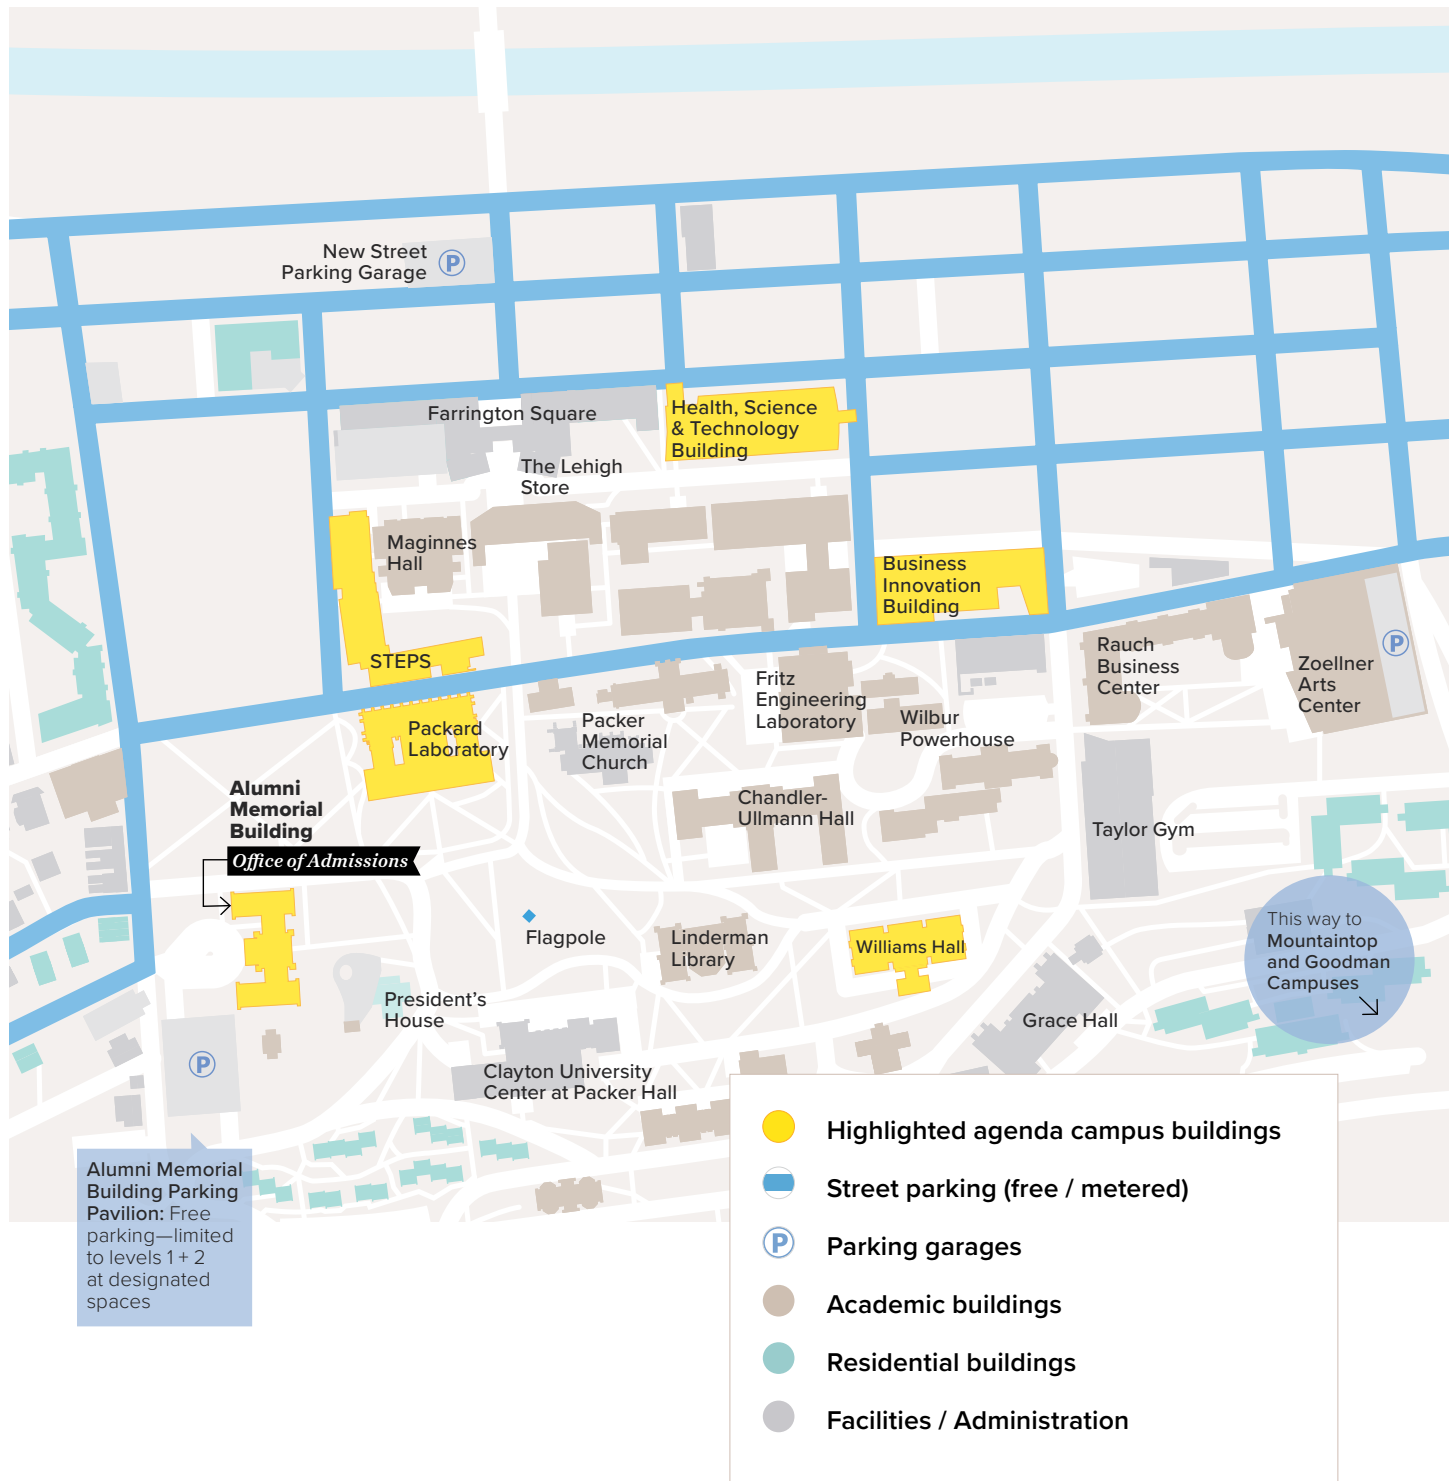 New Street
Parking Garage
P
Farrington Square
Health, Science
& Technology
Building
The Lehigh
Store
Maginnes
Hall
Business
Innovation
Building
STEPS
Rauch
Business
Center
P
Zoellner
Arts
Center
Fritz
Engineering
Laboratory
Packer
Memorial
Church
Wilbur
Powerhouse
Packard
Laboratory
Alumni
Memorial
Building
Office of Admissions
Chandler-
Ullmann Hall
Taylor Gym
Flagpole
Linderman
Library
Williams Hall
This way to
Mountaintop
and Goodman
Campuses
President's
House
Grace Hall
P
Clayton University
Center at Packer Hall
Alumni Memorial
Building Parking
Pavilion: Free
parking—limited
to levels 1 + 2
at designated
spaces
Highlighted agenda campus buildings
Street parking (free / metered)
P Parking garages
Academic buildings
Residential buildings
Facilities / Administration